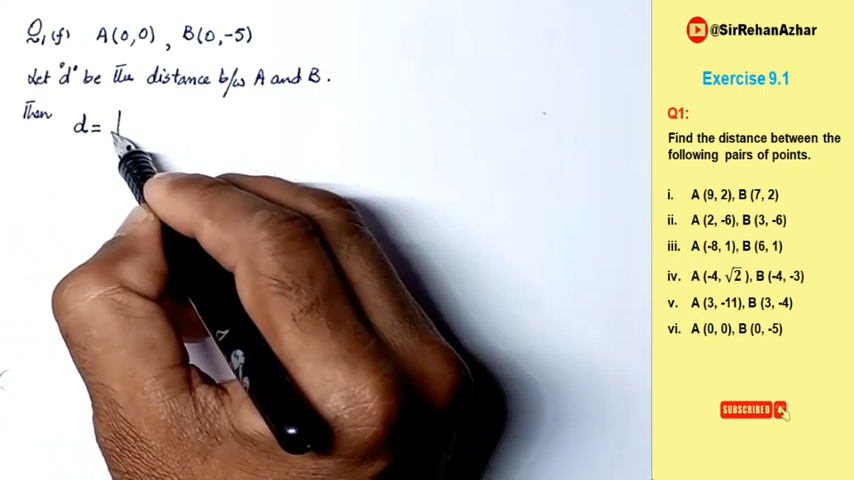 Q1(f) A(0,0) , B(0,-5)
Let "d" be the distance b/w A and B.
Then
d=
@SirRehanAzhar
Exercise 9.1
Q1:
Find the distance between the
following pairs of points.
i. A (9, 2), B (7, 2)
ii. A (2, -6), B (3, -6)
iii. A (-8, 1), B (6, 1)
iv. A (-4, √2 ), B (-4, -3)
v. A (3, -11), B (3, -4)
vi. A (0, 0), B (0, -5)
SUBSCRIBED